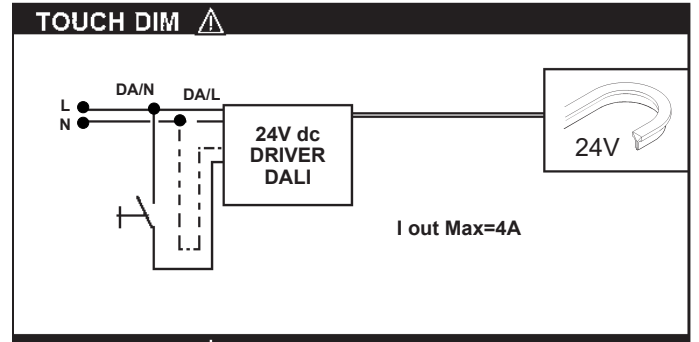 TOUCH DIM
DA/N
DA/L
L
N
24V dc
DRIVER
DALI
24V
I out Max=4A